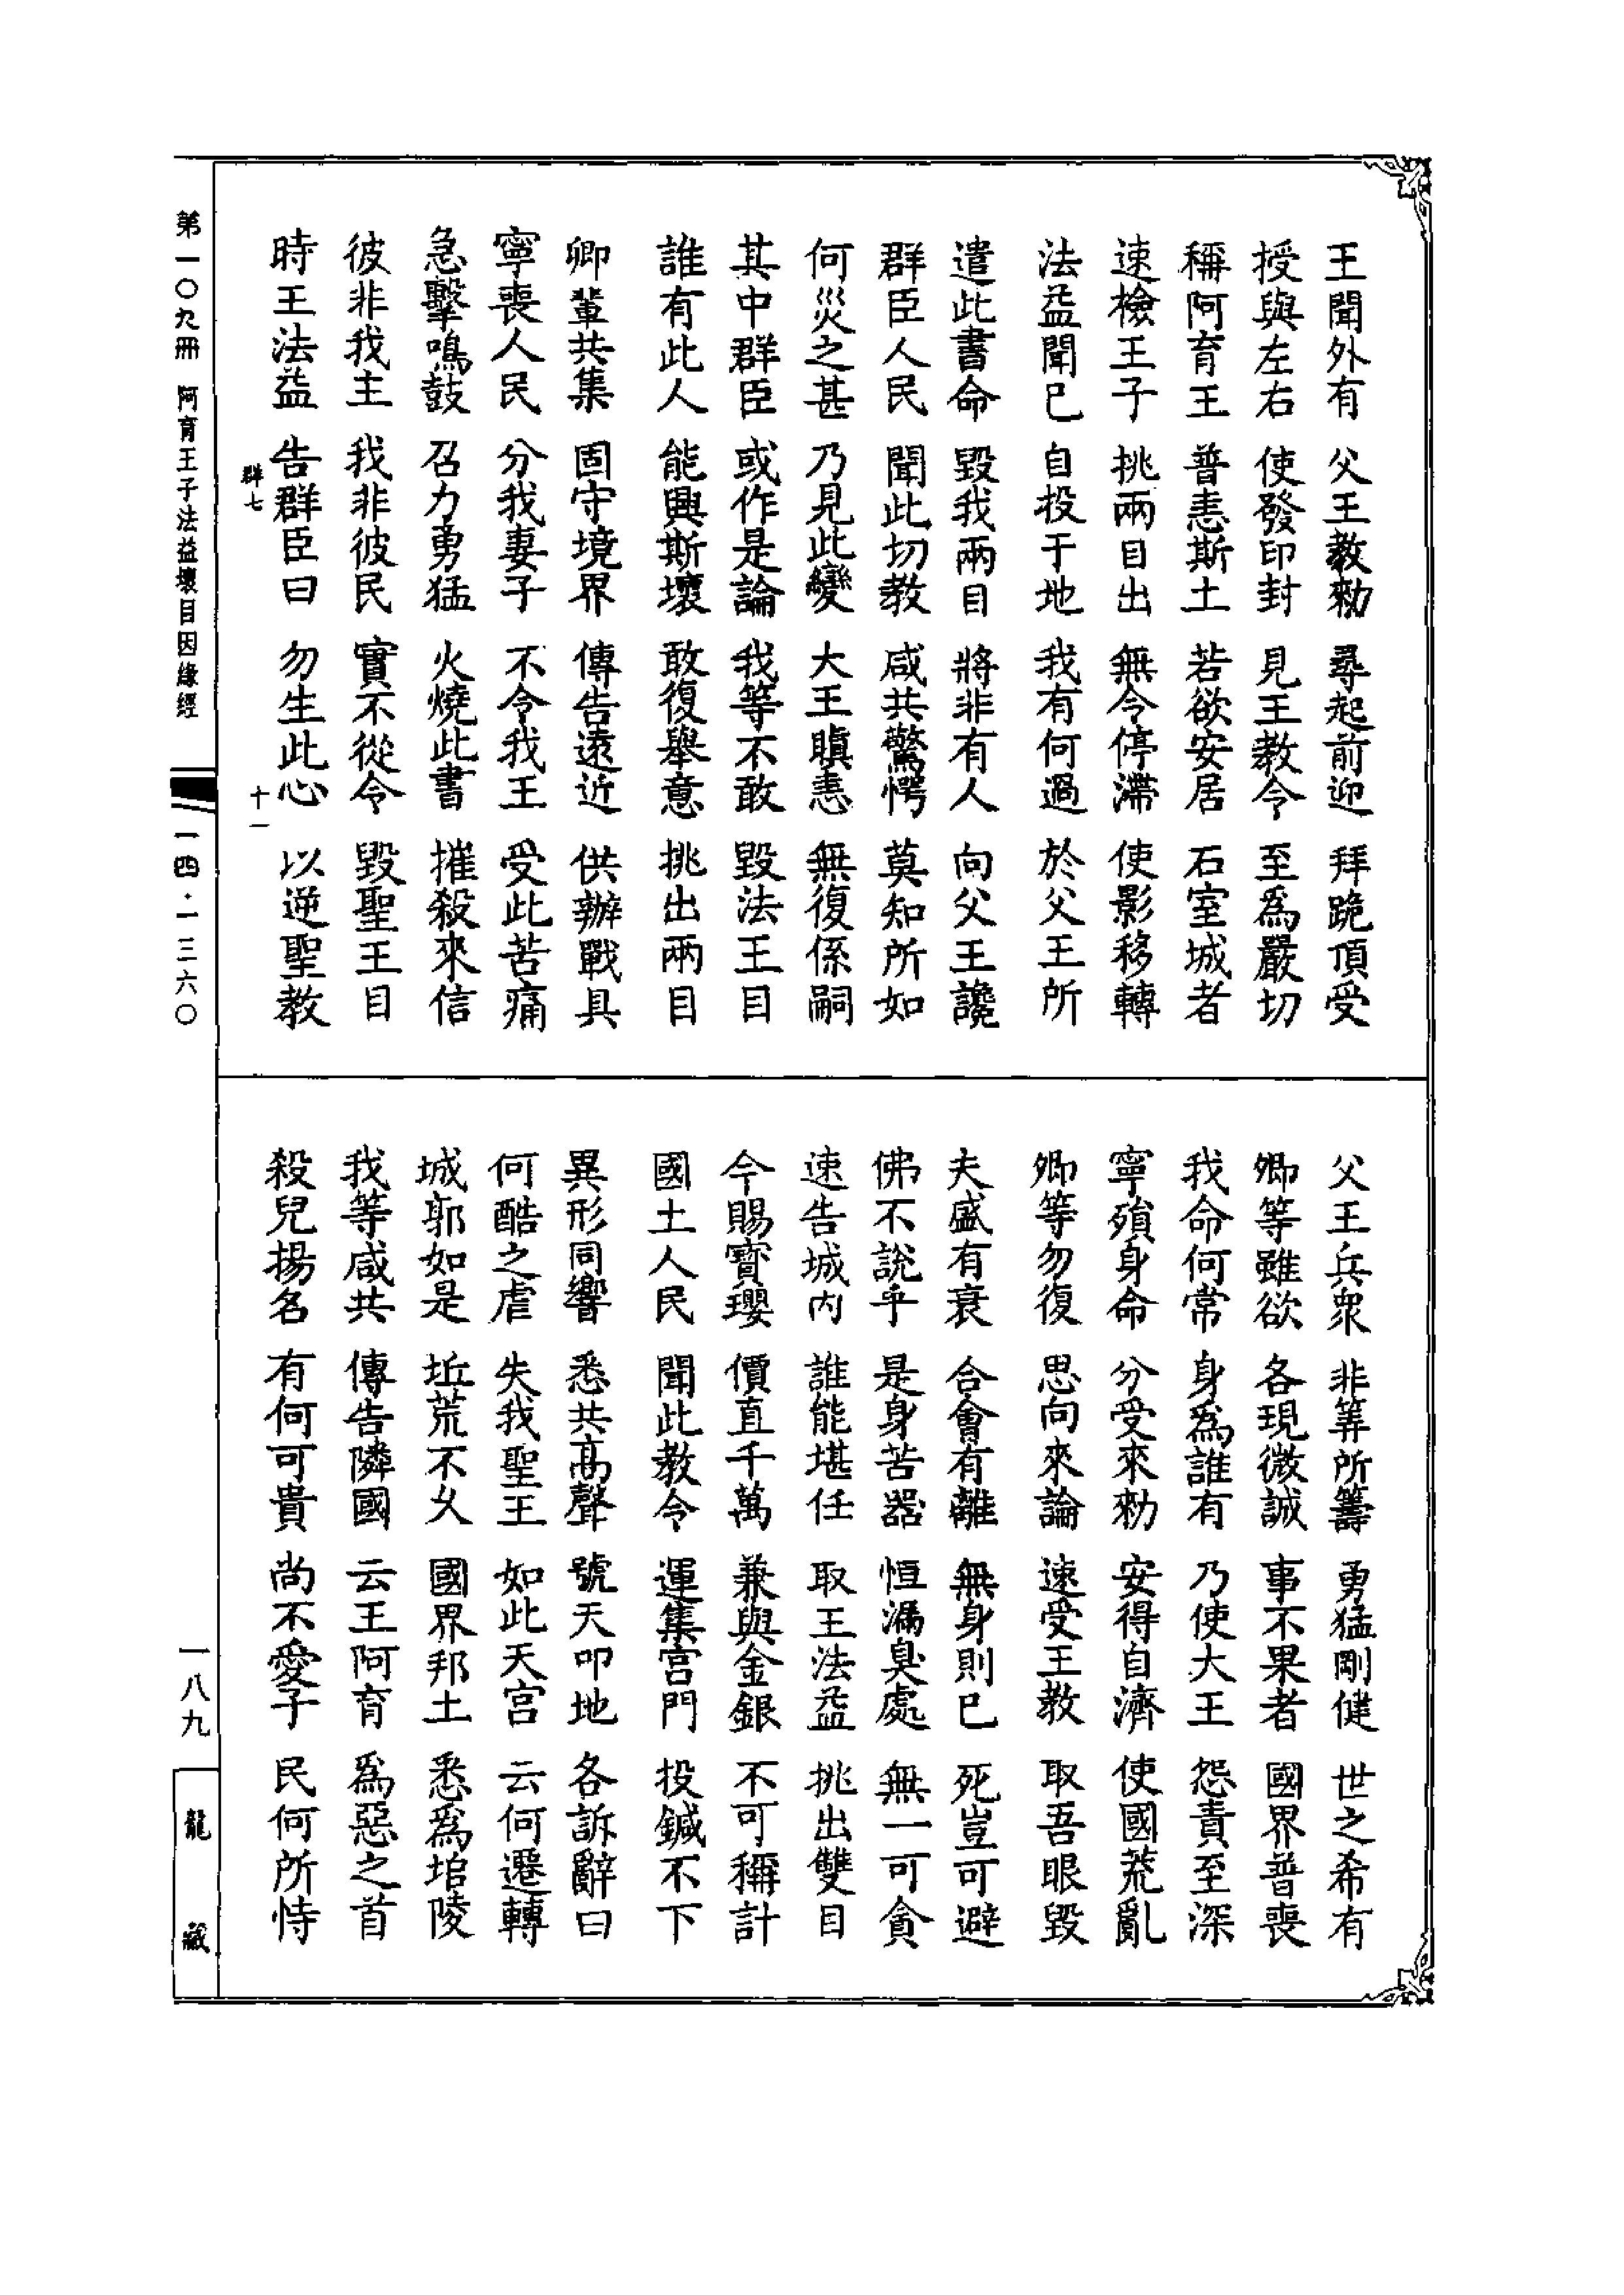 王聞外有　父王教勑　尋起前迎　拜跪頂受
授與左右　使發印封　見王教令　至為嚴切
稱阿育王　普恚斯土　若欲安居　石室城者
速檢王子　挑兩目出　無令停滯　使影移轉
法益聞已　自投于地　我有何過　於父王所
遣此書命　毀我兩目　將非有人　向父王讒
群臣人民　聞此切教　咸共驚愕　莫知所如
何災之甚　乃見此變　大王瞋恚　無復係嗣
其中群臣　或作是論　我等不敢　毀法王目
誰有此人　能興斯壞　敢復舉意　挑出兩目
卿輩共集　固守境界　傳告遠近　供辦戰具
寧喪人民　分我妻子　不令我王　受此苦痛
急擊鳴鼓　召力勇猛　火燒此書　摧殺來信
彼非我主　我非彼民　實不從令　毀聖王目
時王法益　告群臣曰　勿生此心　以逆聖教
群七　十一
父王兵衆　非筭所籌　勇猛剛健　世之希有
卿等雖欲　各現微誠　事不果者　國界普喪
我命何常　身為誰有　乃使大王　怨責至深
寧殞身命　分受來勑　安得自濟　使國荒亂
卿等勿復　思向來論　速受王教　取吾眼毀
夫盛有衰　合會有離　無身則已　死豈可避
佛不說乎　是身苦器　恒漏臭處　無一可貪
速告城內　誰能堪任　取王法益　挑出雙目
今賜寶瓔　價直千萬　兼與金銀　不可稱計
國土人民　聞此教令　運集宮門　投鍼不下
異形同響　悉共高聲　號天叩地　各訴辭曰
何酷之虐　失我聖王　如此天宮　云何遷轉
城郭如是　坵荒不久　國界邦土　悉為埳陵
我等咸共　傳告隣國　云王阿育　為惡之首
殺兒揚名　有何可貴　尚不愛子　民何所恃
第一〇九冊　阿育王子法益壞目因緣經　一四·一三六〇　一八九　龍藏